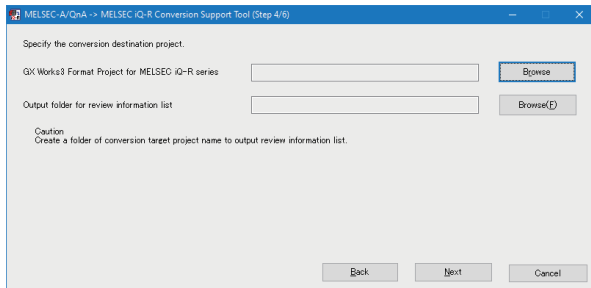 MELSEC-A/QnA -> MELSEC iQ-R Conversion Support Tool (Step 4/6)
Specify the conversion destination project.
GX Works3 Format Project for MELSEC iQ-R series
Browse
Output folder for review information list
Browse(F)
Caution
Create a folder of conversion target project name to output review information list.
Back
Next
Cancel